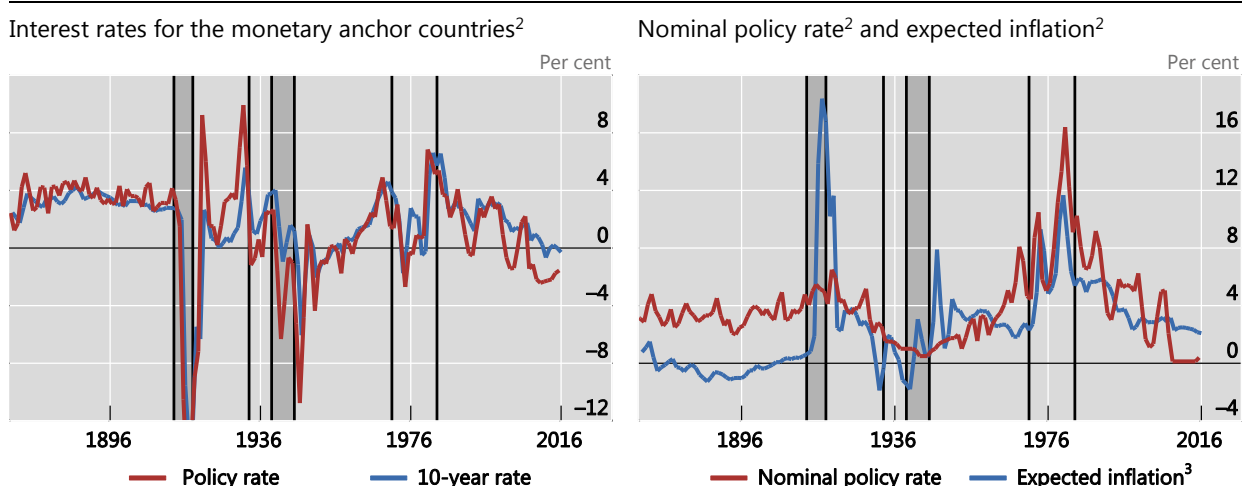 Interest rates for the monetary anchor countries²
Per cent
8
4
0
–4
–8
–12
1896 1936 1976 2016
Policy rate 10-year rate
Nominal policy rate² and expected inflation²
Per cent
16
12
8
4
0
–4
1896 1936 1976 2016
Nominal policy rate Expected inflation³